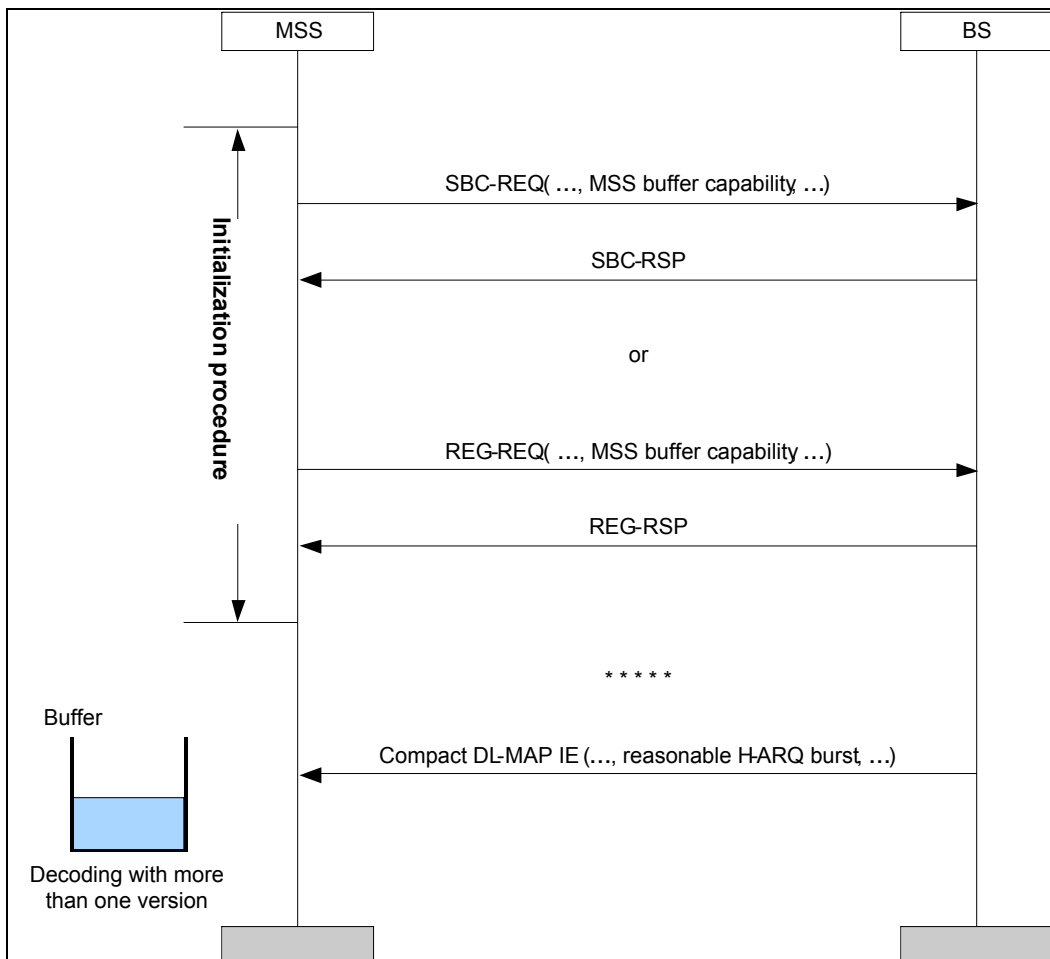 MSS
BS
SBC-REQ( …, MSS buffer capability, …)
SBC-RSP
Initialization procedure
or
REG-REQ( …, MSS buffer capability, …)
REG-RSP
* * * * *
Buffer
Compact DL-MAP IE (…, reasonable H-ARQ burst, …)
Decoding with more
than one version